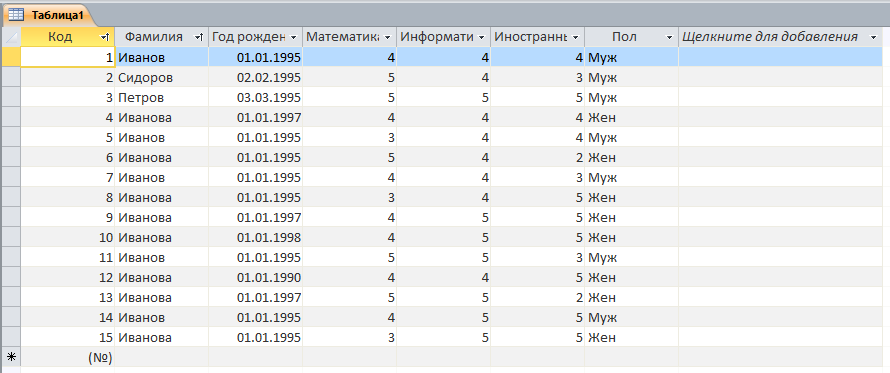 Таблица1
Код Фамилия Год рожден Математика Информати Иностранны Пол Щелкните для добавления
1 Иванов 01.01.1995 4 4 4 Муж
2 Сидоров 02.02.1995 5 4 3 Муж
3 Петров 03.03.1995 5 5 5 Муж
4 Иванова 01.01.1997 4 4 4 Жен
5 Иванов 01.01.1995 3 4 4 Муж
6 Иванова 01.01.1995 5 4 2 Жен
7 Иванов 01.01.1995 4 4 3 Муж
8 Иванова 01.01.1995 3 4 5 Жен
9 Иванова 01.01.1997 4 5 5 Жен
10 Иванова 01.01.1998 4 5 5 Жен
11 Иванов 01.01.1995 5 5 3 Муж
12 Иванова 01.01.1990 4 4 5 Жен
13 Иванова 01.01.1997 5 5 2 Жен
14 Иванов 01.01.1995 4 5 5 Муж
15 Иванова 01.01.1995 3 5 5 Жен
(№)